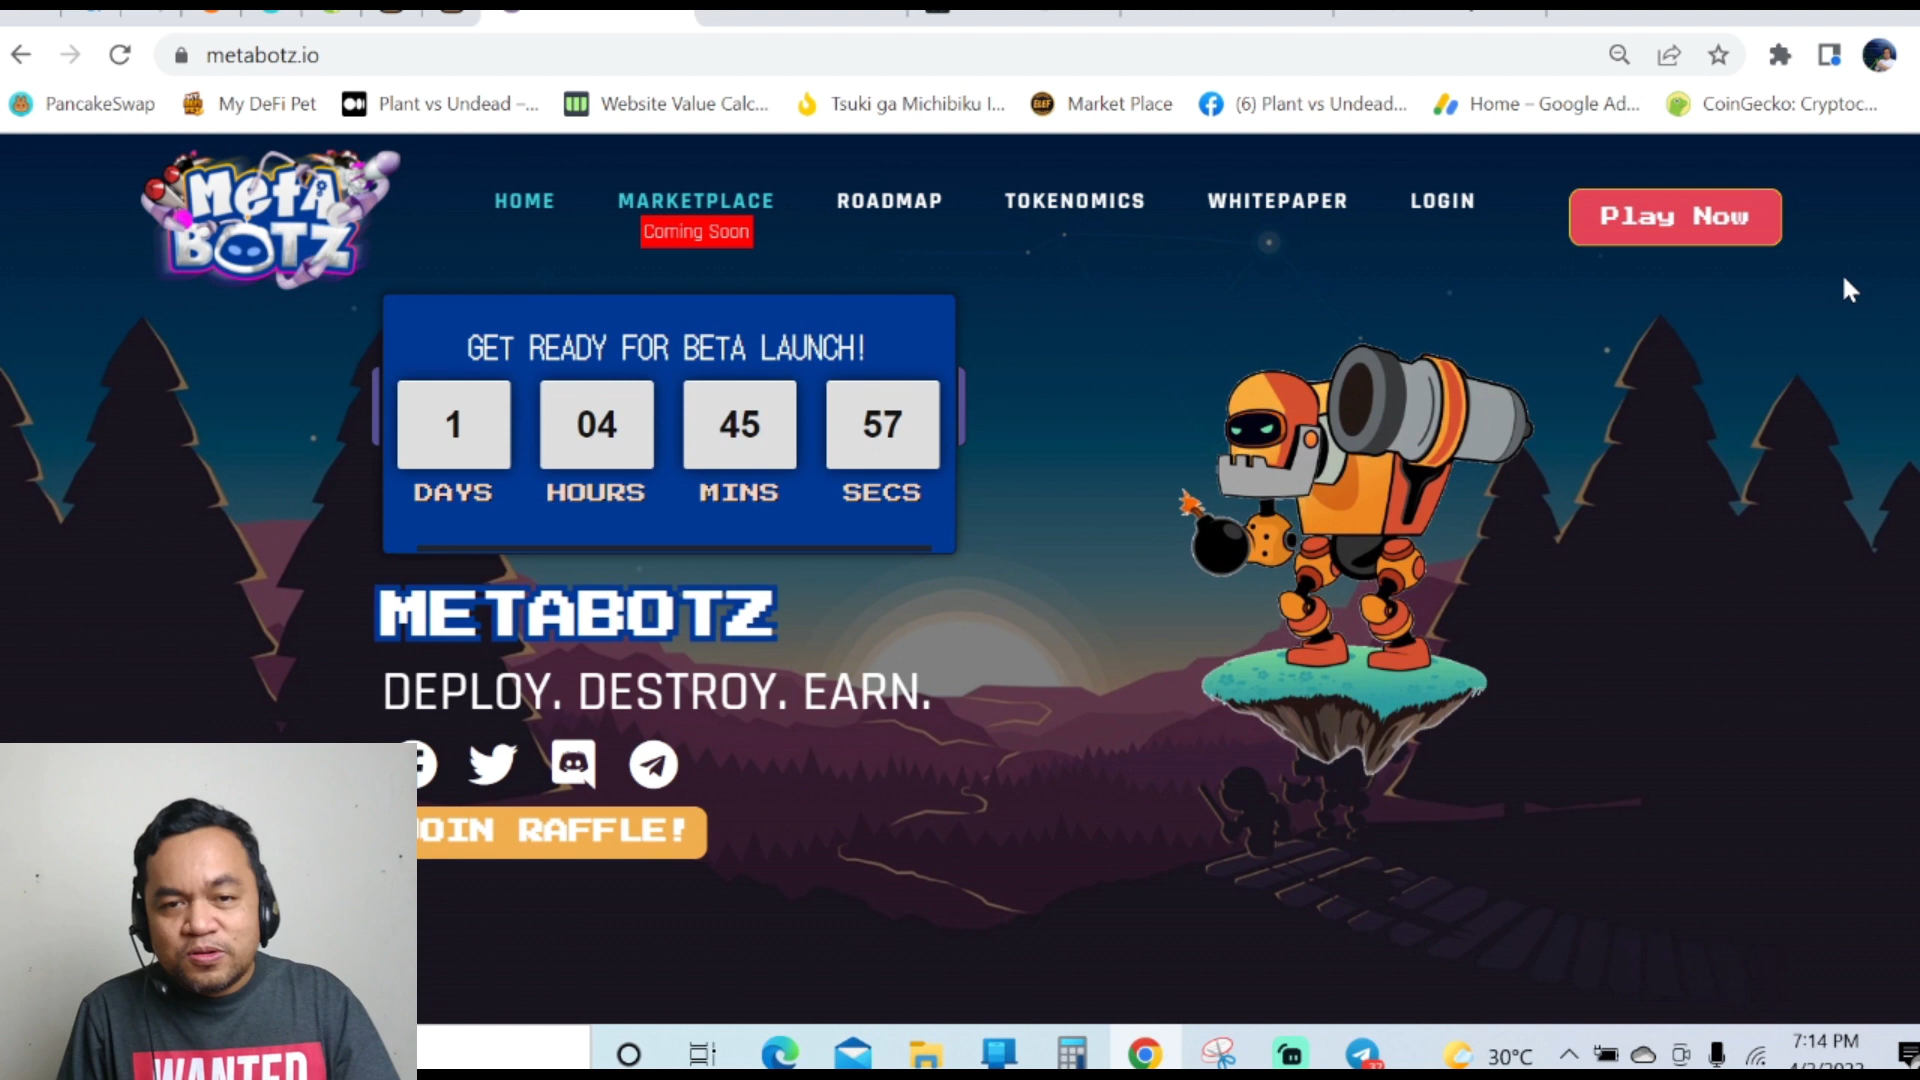 metabotz.io
PancakeSwap My DeFi Pet Plant vs Undead –... Website Value Calc... Tsuki ga Michibiku I... Market Place (6) Plant vs Undead... Home – Google Ad... CoinGecko: Cryptoc...
META BOTZ
HOME MARKETPLACE ROADMAP TOKENOMICS WHITEPAPER LOGIN Play Now
Coming Soon
GET READY FOR BETA LAUNCH!
1 04 45 57
DAYS HOURS MINS SECS
METABOTZ
DEPLOY. DESTROY. EARN.
RAFFLE!
WANTED
30°C
7:14 PM